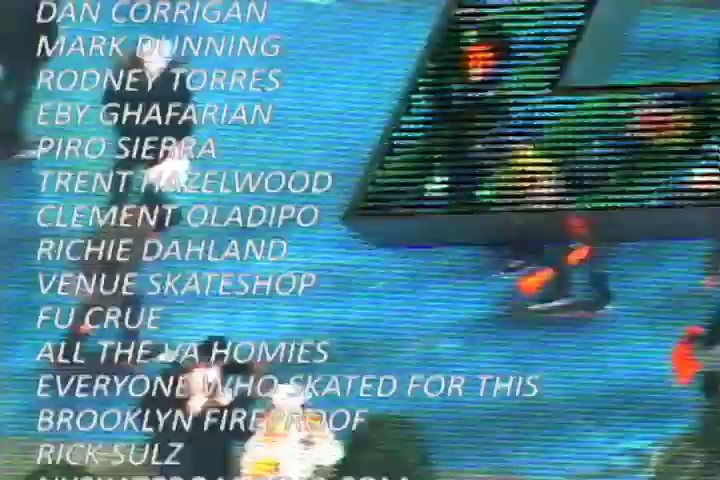 DAN CORRIGAN
MARK DUNNING
RODNEY TORRES
EBY GHAFARIAN
PIRO SIERRA
TRENT HAZELWOOD
CLEMENT OLADIPO
RICHIE DAHLAND
VENUE SKATESHOP
FU CRUE
ALL THE VA HOMIES
EVERYONE WHO SKATED FOR THIS
BROOKLYN FIREPROOF
RICK SULZ